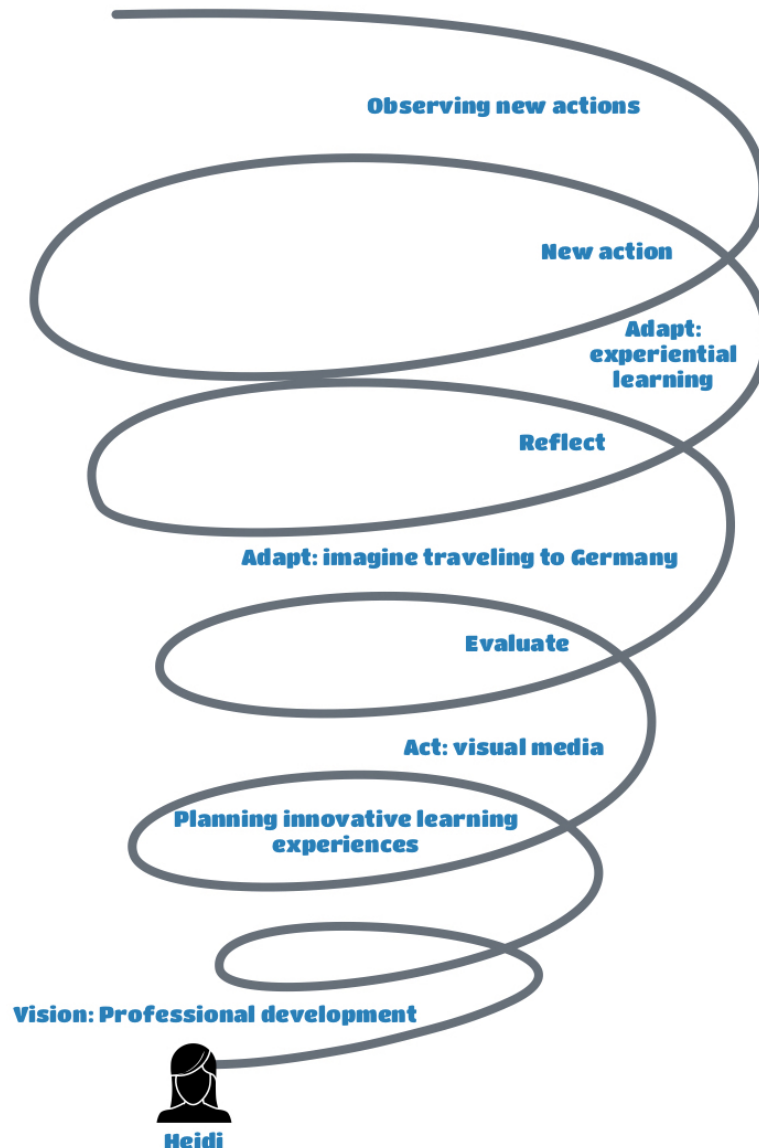 Observing new actions
New action
Adapt:
experiential
learning
Reflect
Adapt: imagine traveling to Germany
Evaluate
Act: visual media
Planning innovative learning
experiences
Vision: Professional development
Heidi